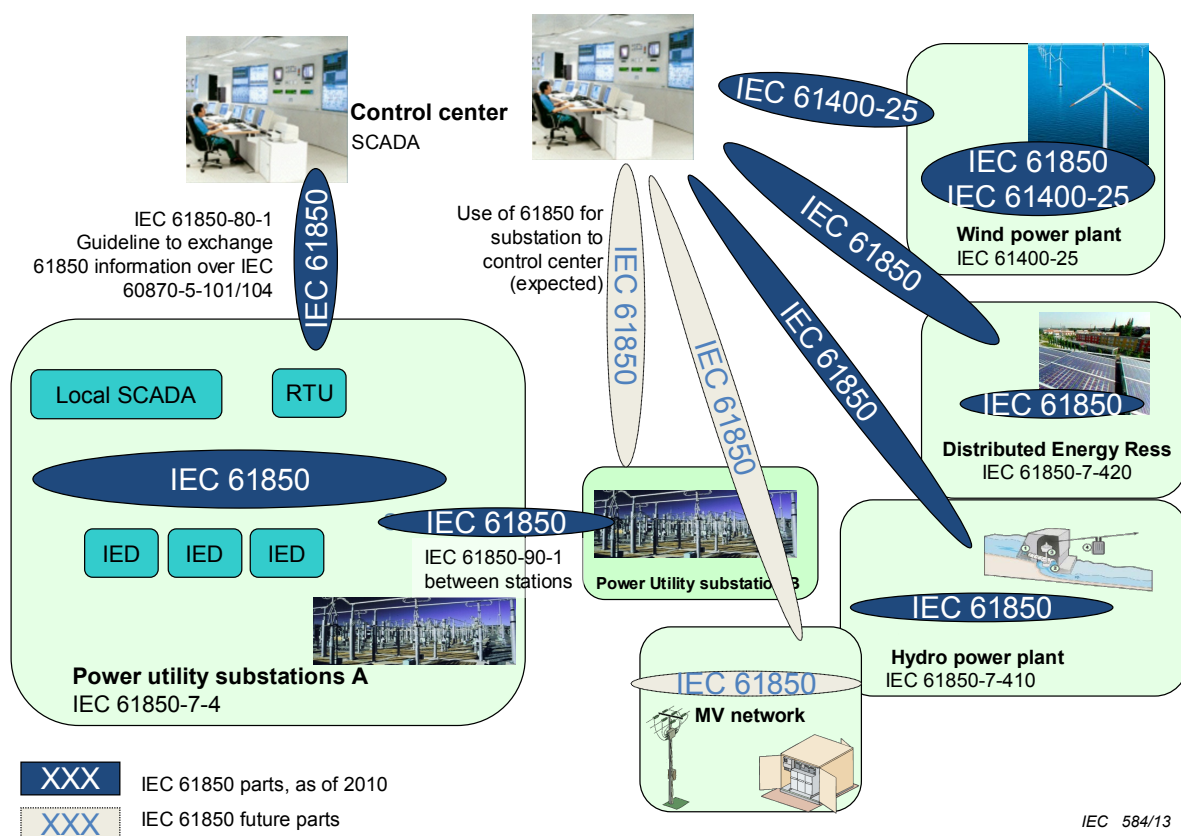 Control center
SCADA
IEC 61850
IEC 61850-80-1
Guideline to exchange
61850 information over IEC
60870-5-101/104
Use of 61850 for
substation to
control center
(expected)
IEC 61850
IEC 61850
IEC 61400-25
IEC 61850
IEC 61850
IEC 61850
IEC 61400-25
Wind power plant
IEC 61400-25
IEC 61850
Distributed Energy Ress
IEC 61850-7-420
IEC 61850
Hydro power plant
IEC 61850-7-410
Local SCADA
RTU
IEC 61850
IED
IED
IED
Power utility substations A
IEC 61850-7-4
IEC 61850
IEC 61850-90-1
between stations
Power Utility substations B
IEC 61850
MV network
XXX
IEC 61850 parts, as of 2010
XXX
IEC 61850 future parts
IEC 584/13